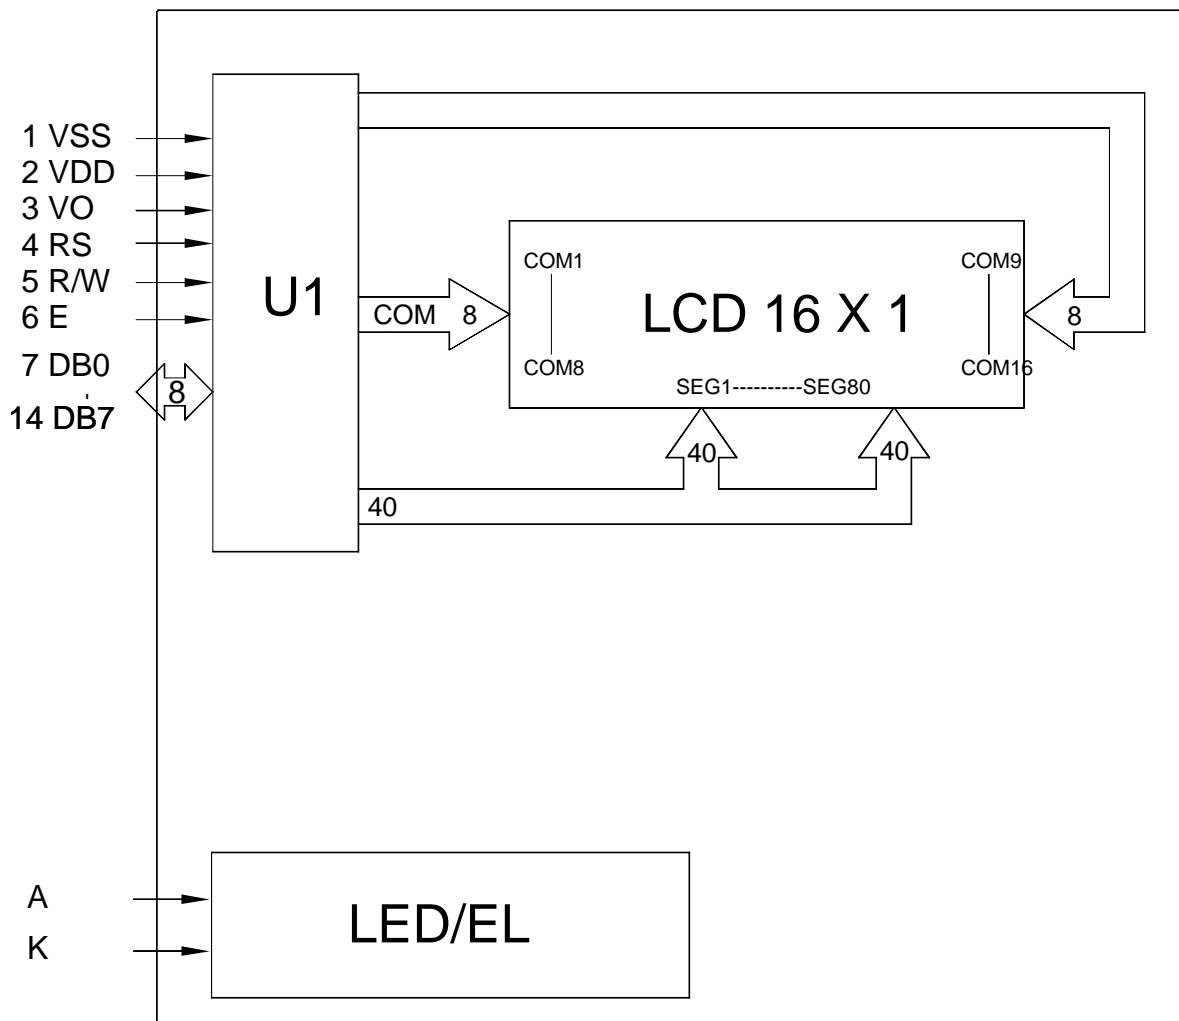 1 VSS
2 VDD
3 VO
4 RS
5 R/W
6 E
7 DB0
14 DB7
8
U1
COM 8
COM1
COM8
LCD 16 X 1
COM9
COM16
8
SEG1----------SEG80
40
40
40
A
K
LED/EL